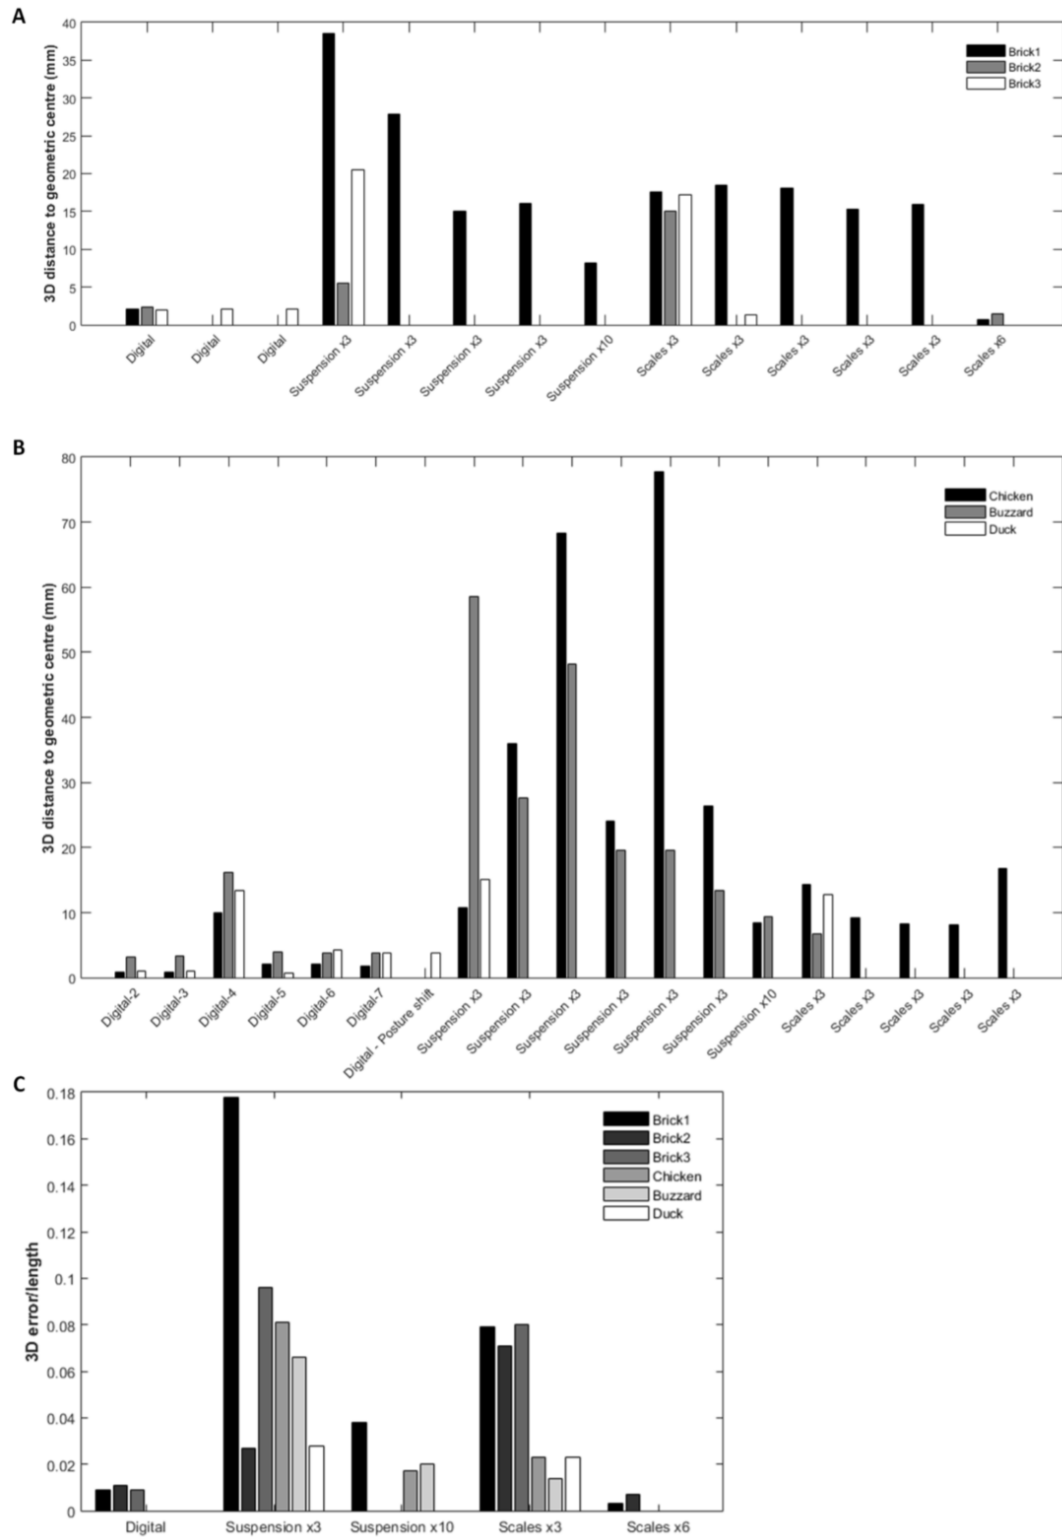 A
3D distance to geometric centre (mm)
40
35
30
25
20
15
10
5
0
Brick1
Brick2
Brick3
Digital
Digital
Digital
Suspension x3
Suspension x3
Suspension x3
Suspension x3
Suspension x10
Scales x3
Scales x3
Scales x3
Scales x3
Scales x3
Scales x6
B
3D distance to geometric centre (mm)
80
70
60
50
40
30
20
10
0
Chicken
Buzzard
Duck
Digital-2
Digital-3
Digital-4
Digital-5
Digital-6
Digital-7
Digital - Posture shift
Suspension x3
Suspension x3
Suspension x3
Suspension x3
Suspension x3
Suspension x3
Suspension x10
Scales x3
Scales x3
Scales x3
Scales x3
Scales x3
C
3D error/length
0.18
0.16
0.14
0.12
0.1
0.08
0.06
0.04
0.02
0
Brick1
Brick2
Brick3
Chicken
Buzzard
Duck
Digital
Suspension x3
Suspension x10
Scales x3
Scales x6